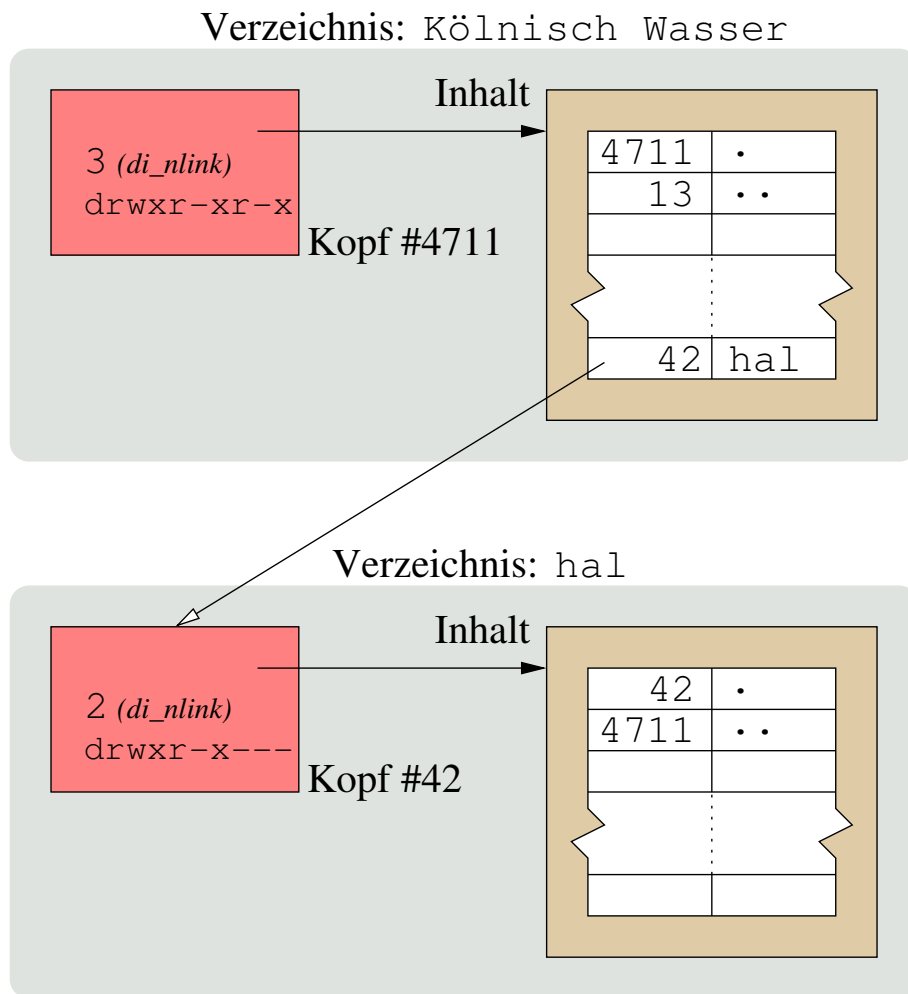 Verzeichnis: Kölnisch Wasser
Inhalt
3 (di_nlink)
drwxr-xr-x
Kopf #4711
4711 .
13 ..
42 hal
Verzeichnis: hal
Inhalt
2 (di_nlink)
drwxr-x---
Kopf #42
42 .
4711 ..